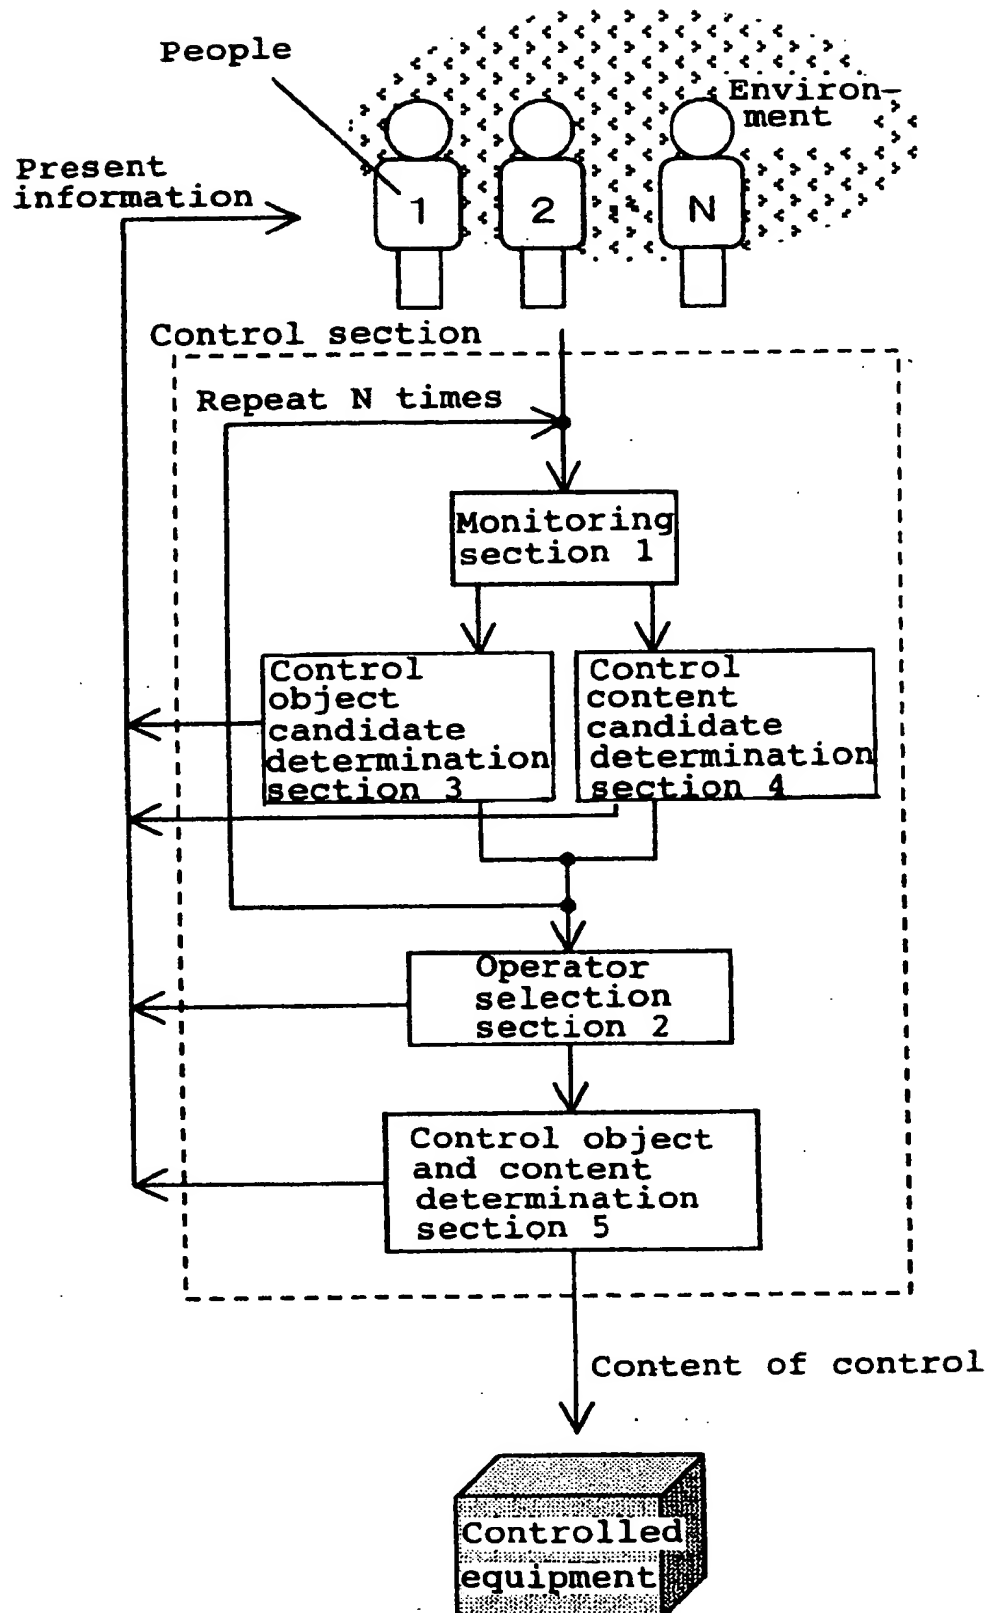 People
Environ-
ment
Present
information
1
2
N
Control section
Repeat N times
Monitoring
section 1
Control
object
candidate
determination
section 3
Control
content
candidate
determination
section 4
Operator
selection
section 2
Control object
and content
determination
section 5
Content of control
Controlled
equipment